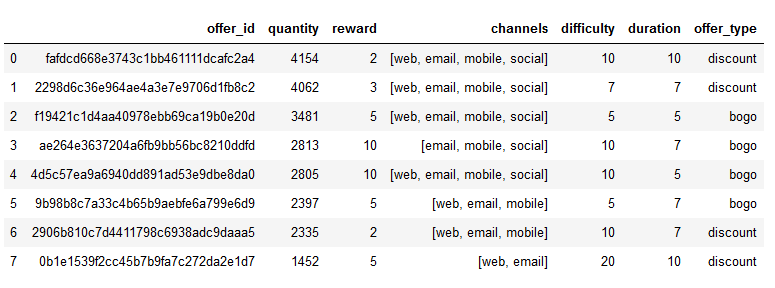 offer_id quantity reward channels difficulty duration offer_type
0 fafdcd668e3743c1bb461111dcafc2a4 4154 2 [web, email, mobile, social] 10 10 discount
1 2298d6c36e964ae4a3e7e9706d1fb8c2 4062 3 [web, email, mobile, social] 7 7 discount
2 f19421c1d4aa40978ebb69ca19b0e20d 3481 5 [web, email, mobile, social] 5 5 bogo
3 ae264e3637204a6fb9bb56bc8210ddfd 2813 10 [email, mobile, social] 10 7 bogo
4 4d5c57ea9a6940dd891ad53e9dbe8da0 2805 10 [web, email, mobile, social] 10 5 bogo
5 9b98b8c7a33c4b65b9aebfe6a799e6d9 2397 5 [web, email, mobile] 5 7 bogo
6 2906b810c7d4411798c6938adc9daaa5 2335 2 [web, email, mobile] 10 7 discount
7 0b1e1539f2cc45b7b9fa7c272da2e1d7 1452 5 [web, email] 20 10 discount